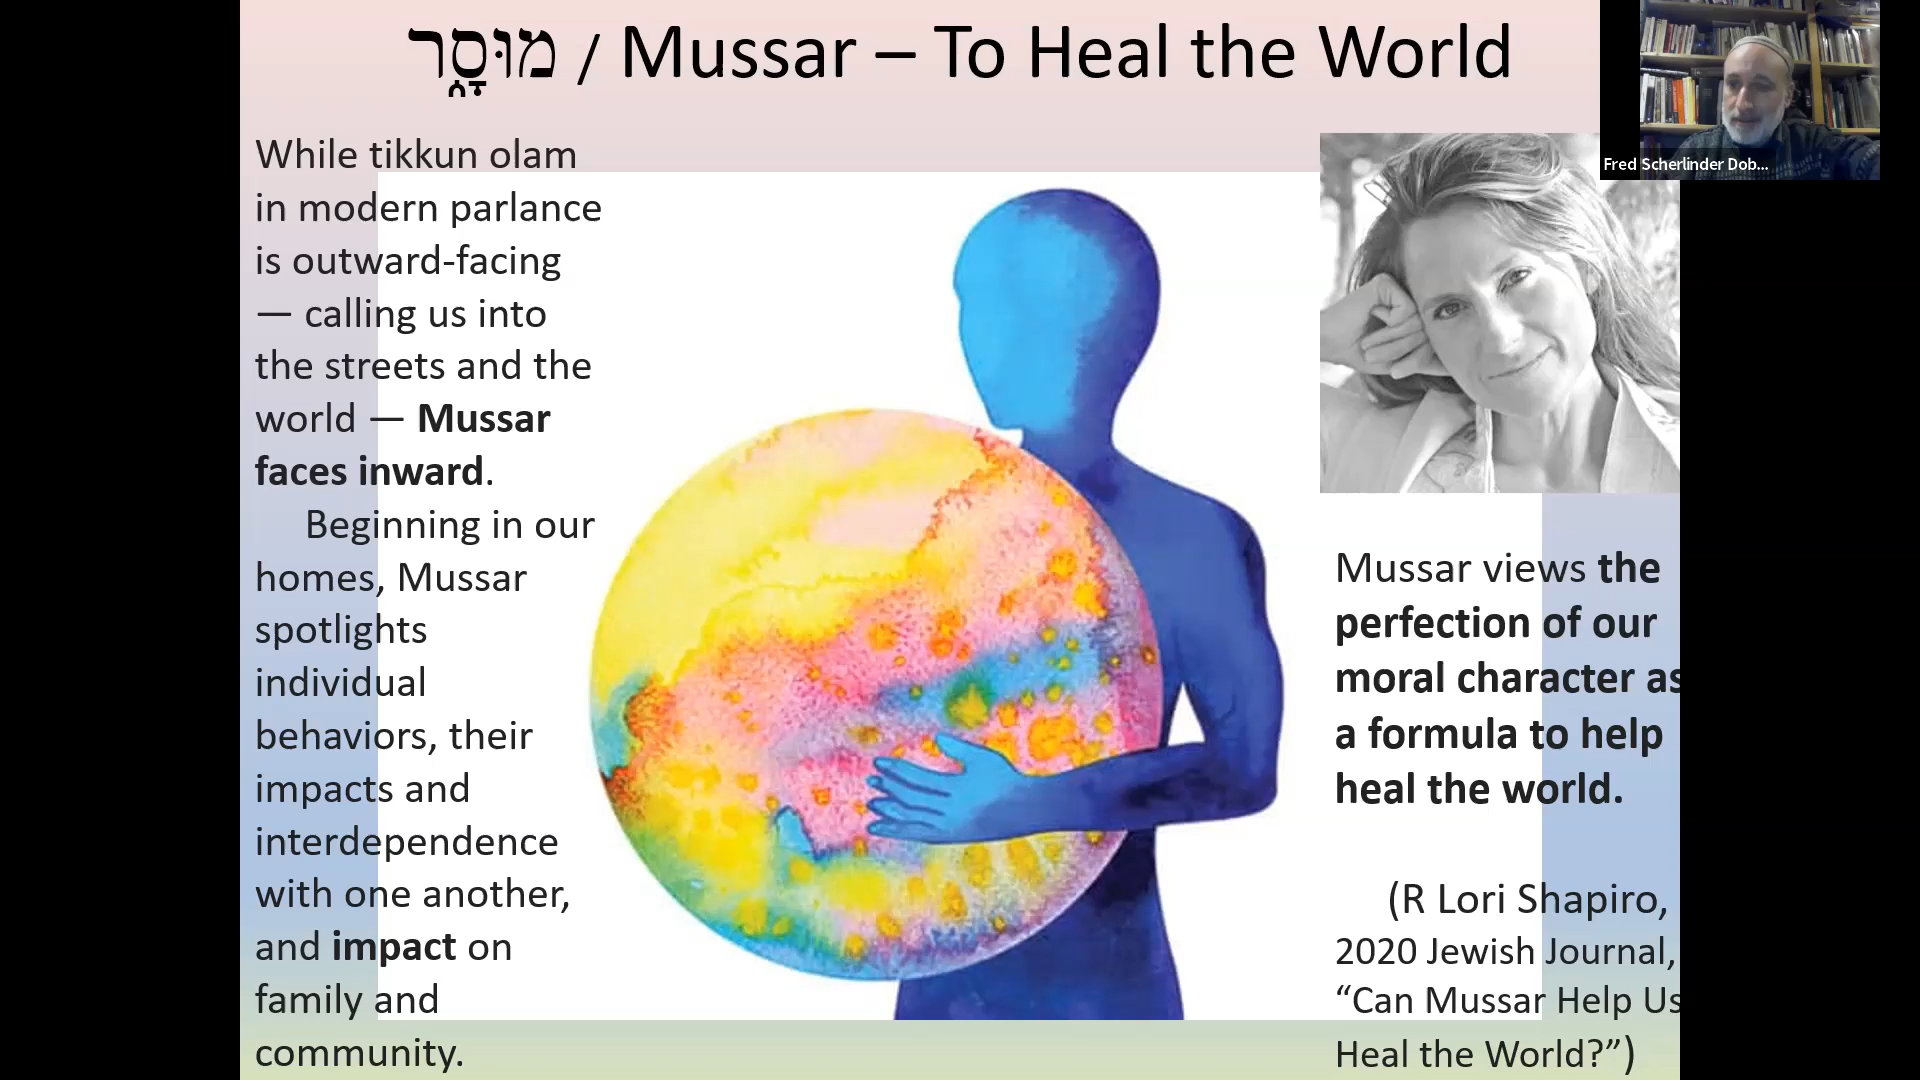 מוּסָ֑ר / Mussar – To Heal the World
While tikkun olam
in modern parlance
is outward-facing
— calling us into
the streets and the
world — Mussar
faces inward.
Beginning in our
homes, Mussar
spotlights
individual
behaviors, their
impacts and
interdependence
with one another,
and impact on
family and
community.
Mussar views the
perfection of our
moral character as
a formula to help
heal the world.
(R Lori Shapiro,
2020 Jewish Journal,
“Can Mussar Help Us
Heal the World?”)
Fred Scherlinder Dob...